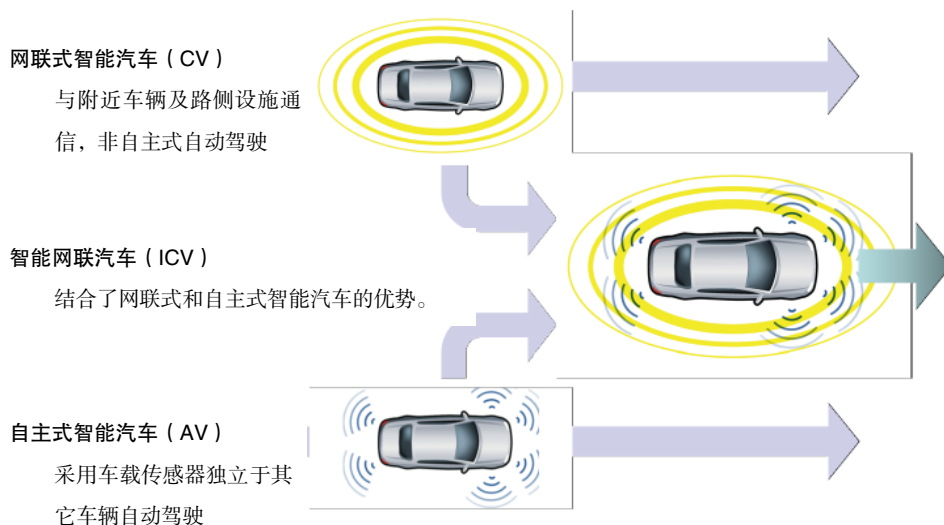 网联式智能汽车（CV）
与附近车辆及路侧设施通
信，非自主式自动驾驶
智能网联汽车（ICV）
结合了网联式和自主式智能汽车的优势。
自主式智能汽车（AV）
采用车载传感器独立于其
它车辆自动驾驶